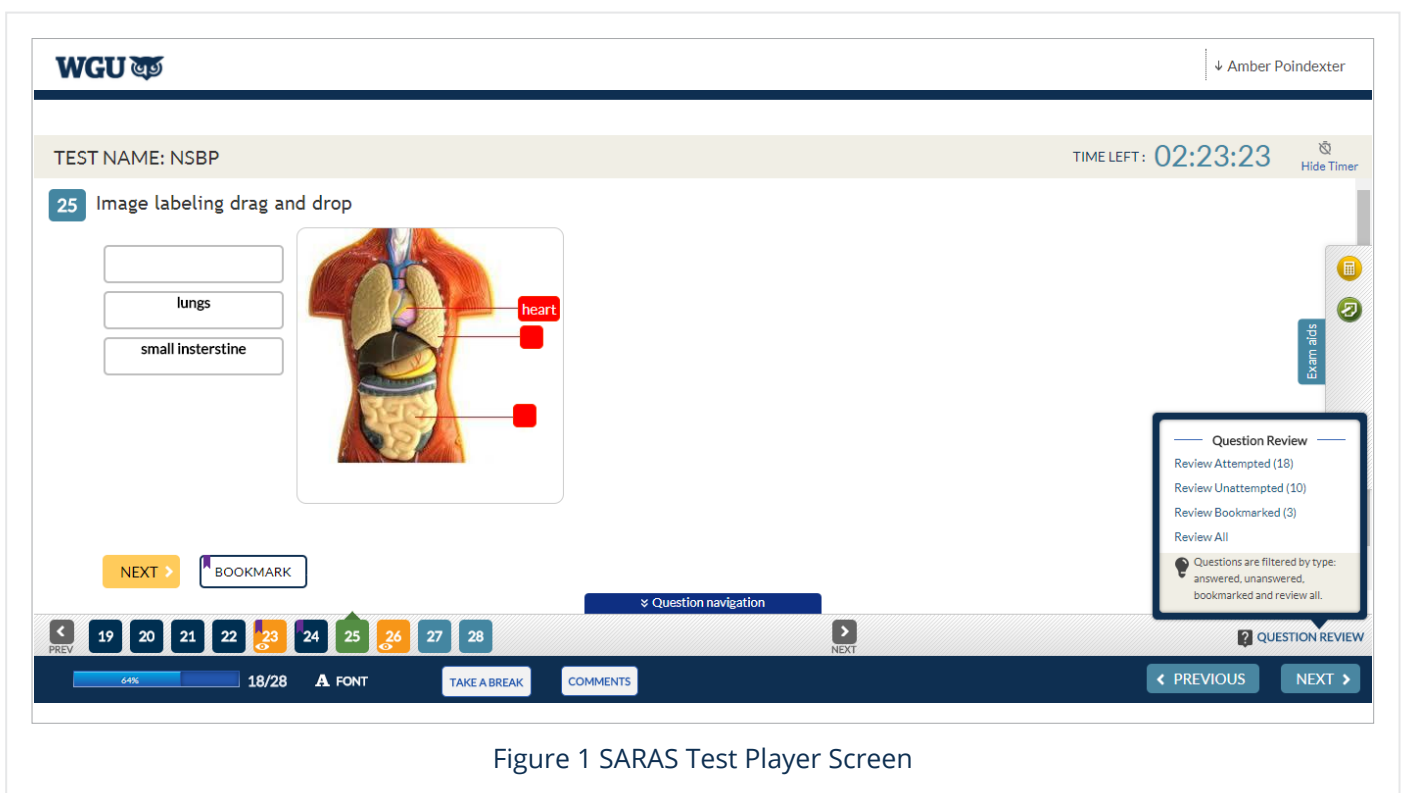 WGU
↓ Amber Poindexter
TEST NAME: NSBP
TIME LEFT : 02:23:23
Hide Timer
25 Image labeling drag and drop
lungs
small insterstine
heart
Exam aids
Question Review
Review Attempted (18)
Review Unattempted (10)
Review Bookmarked (3)
Review All
Questions are filtered by type:
answered, unanswered,
bookmarked and review all.
NEXT >
BOOKMARK
Question navigation
PREV
19 20 21 22 23 24 25 26 27 28
NEXT
? QUESTION REVIEW
64% 18/28 A FONT TAKE A BREAK COMMENTS
< PREVIOUS NEXT >
Figure 1 SARAS Test Player Screen